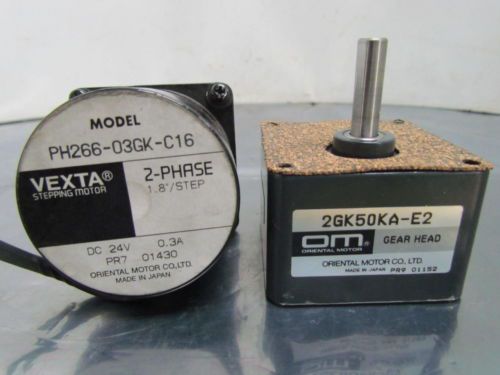 MODEL
PH266-03GK-C16
VEXTA®
STEPPING MOTOR
2-PHASE
1.8°/STEP
DC 24V 0.3A
PR7 01430
ORIENTAL MOTOR CO.,LTD.
MADE IN JAPAN
2GK50KA-E2
OM®
ORIENTAL MOTOR
GEAR HEAD
ORIENTAL MOTOR CO., LTD.
MADE IN JAPAN PR9 01152